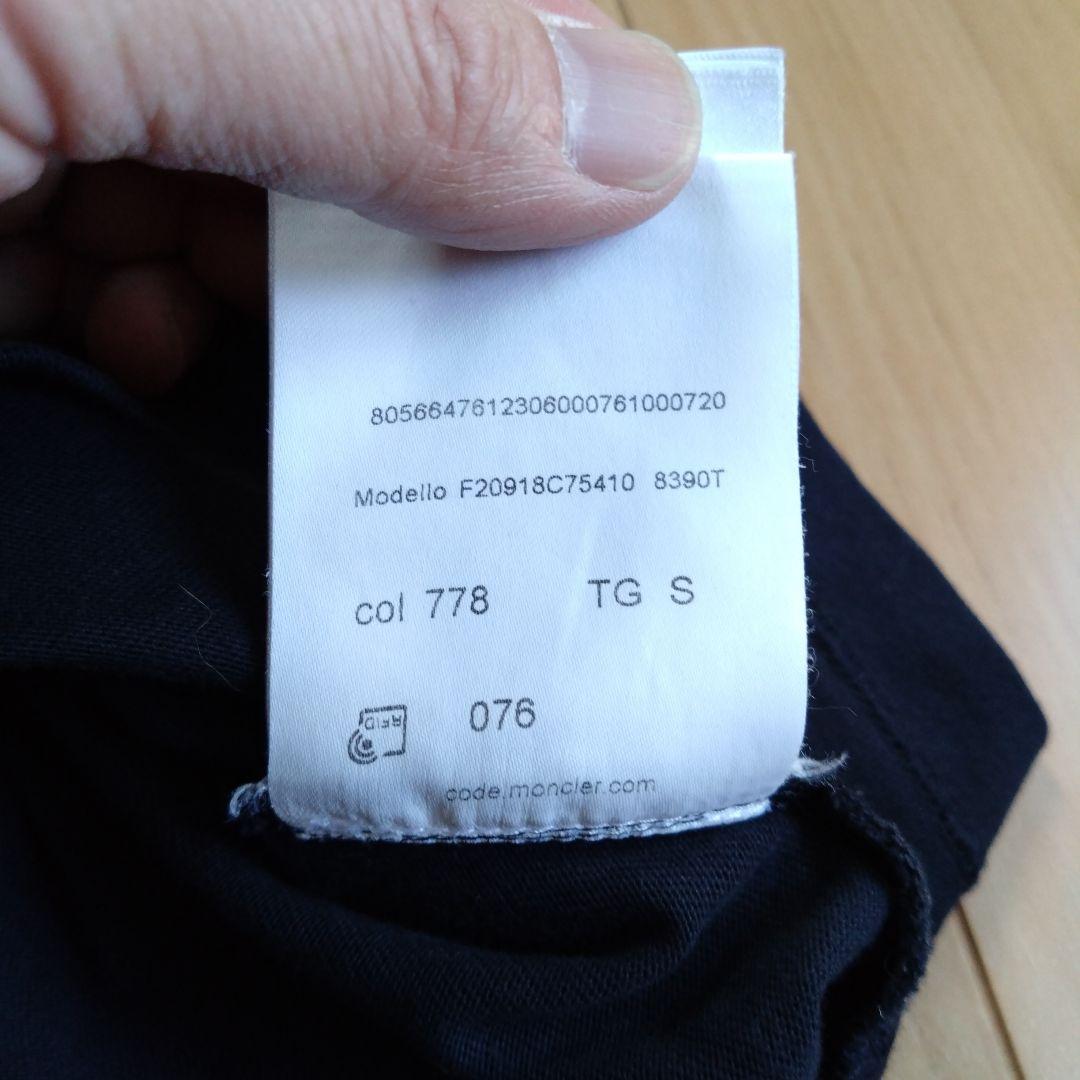 8056647612306000761000720
Modello F20918C75410 8390T
col 778 TG S
RFID 076
code.moncler.com